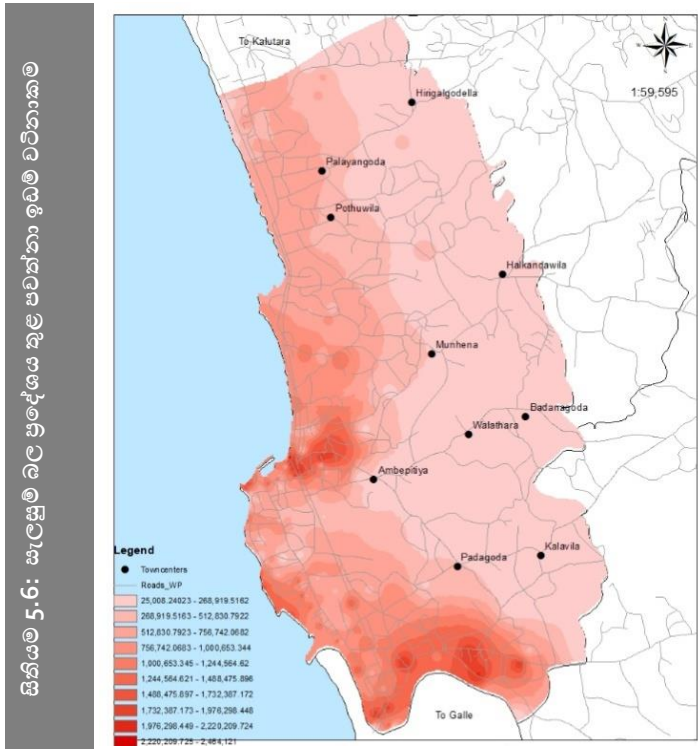 සිතියම 5.6: සැලසුම් බල ප්‍රදේශය තුළ පවත්නා ඉඩම් වටිනාකම
To Kalutara
N
W
E
S
1:59,595
Hirigalgodella
Palayangoda
Pothuwila
Halkandawila
Munhena
Badanagoda
Walathara
Ambepitiya
Padagoda
Kalavila
To Galle
Legend
Towncenters
Roads_WP
25,008.24023 - 268,919.5162
268,919.5163 - 512,830.7922
512,830.7923 - 756,742.0682
756,742.0683 - 1,000,653.344
1,000,653.345 - 1,244,564.62
1,244,564.621 - 1,488,475.896
1,488,475.897 - 1,732,387.172
1,732,387.173 - 1,976,298.448
1,976,298.449 - 2,220,209.724
2,220,209.725 - 2,464,121